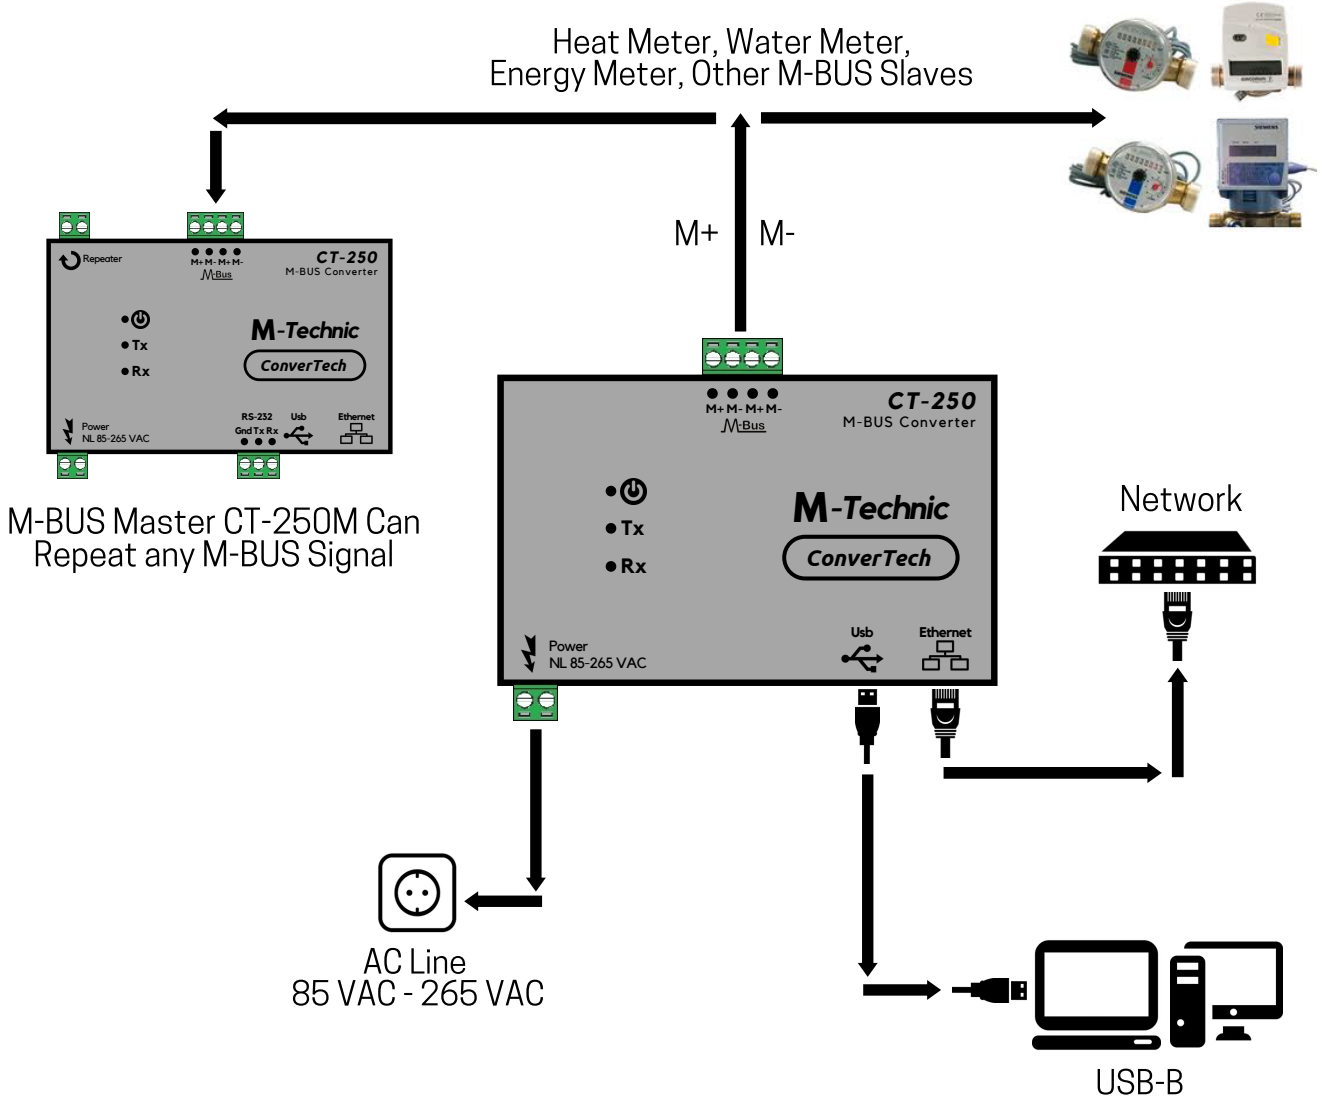 Heat Meter, Water Meter,
Energy Meter, Other M-BUS Slaves
M+
M-
Repeater
M+ M- M+ M-
M-Bus
CT-250
M-BUS Converter
M-Technic
ConverTech
Tx
Rx
Power
NL 85-265 VAC
RS-232
Gnd Tx Rx
Usb
Ethernet
M-BUS Master CT-250M Can
Repeat any M-BUS Signal
M+ M- M+ M-
M-Bus
CT-250
M-BUS Converter
M-Technic
ConverTech
Tx
Rx
Power
NL 85-265 VAC
Usb
Ethernet
Network
AC Line
85 VAC - 265 VAC
USB-B
SIEMENS